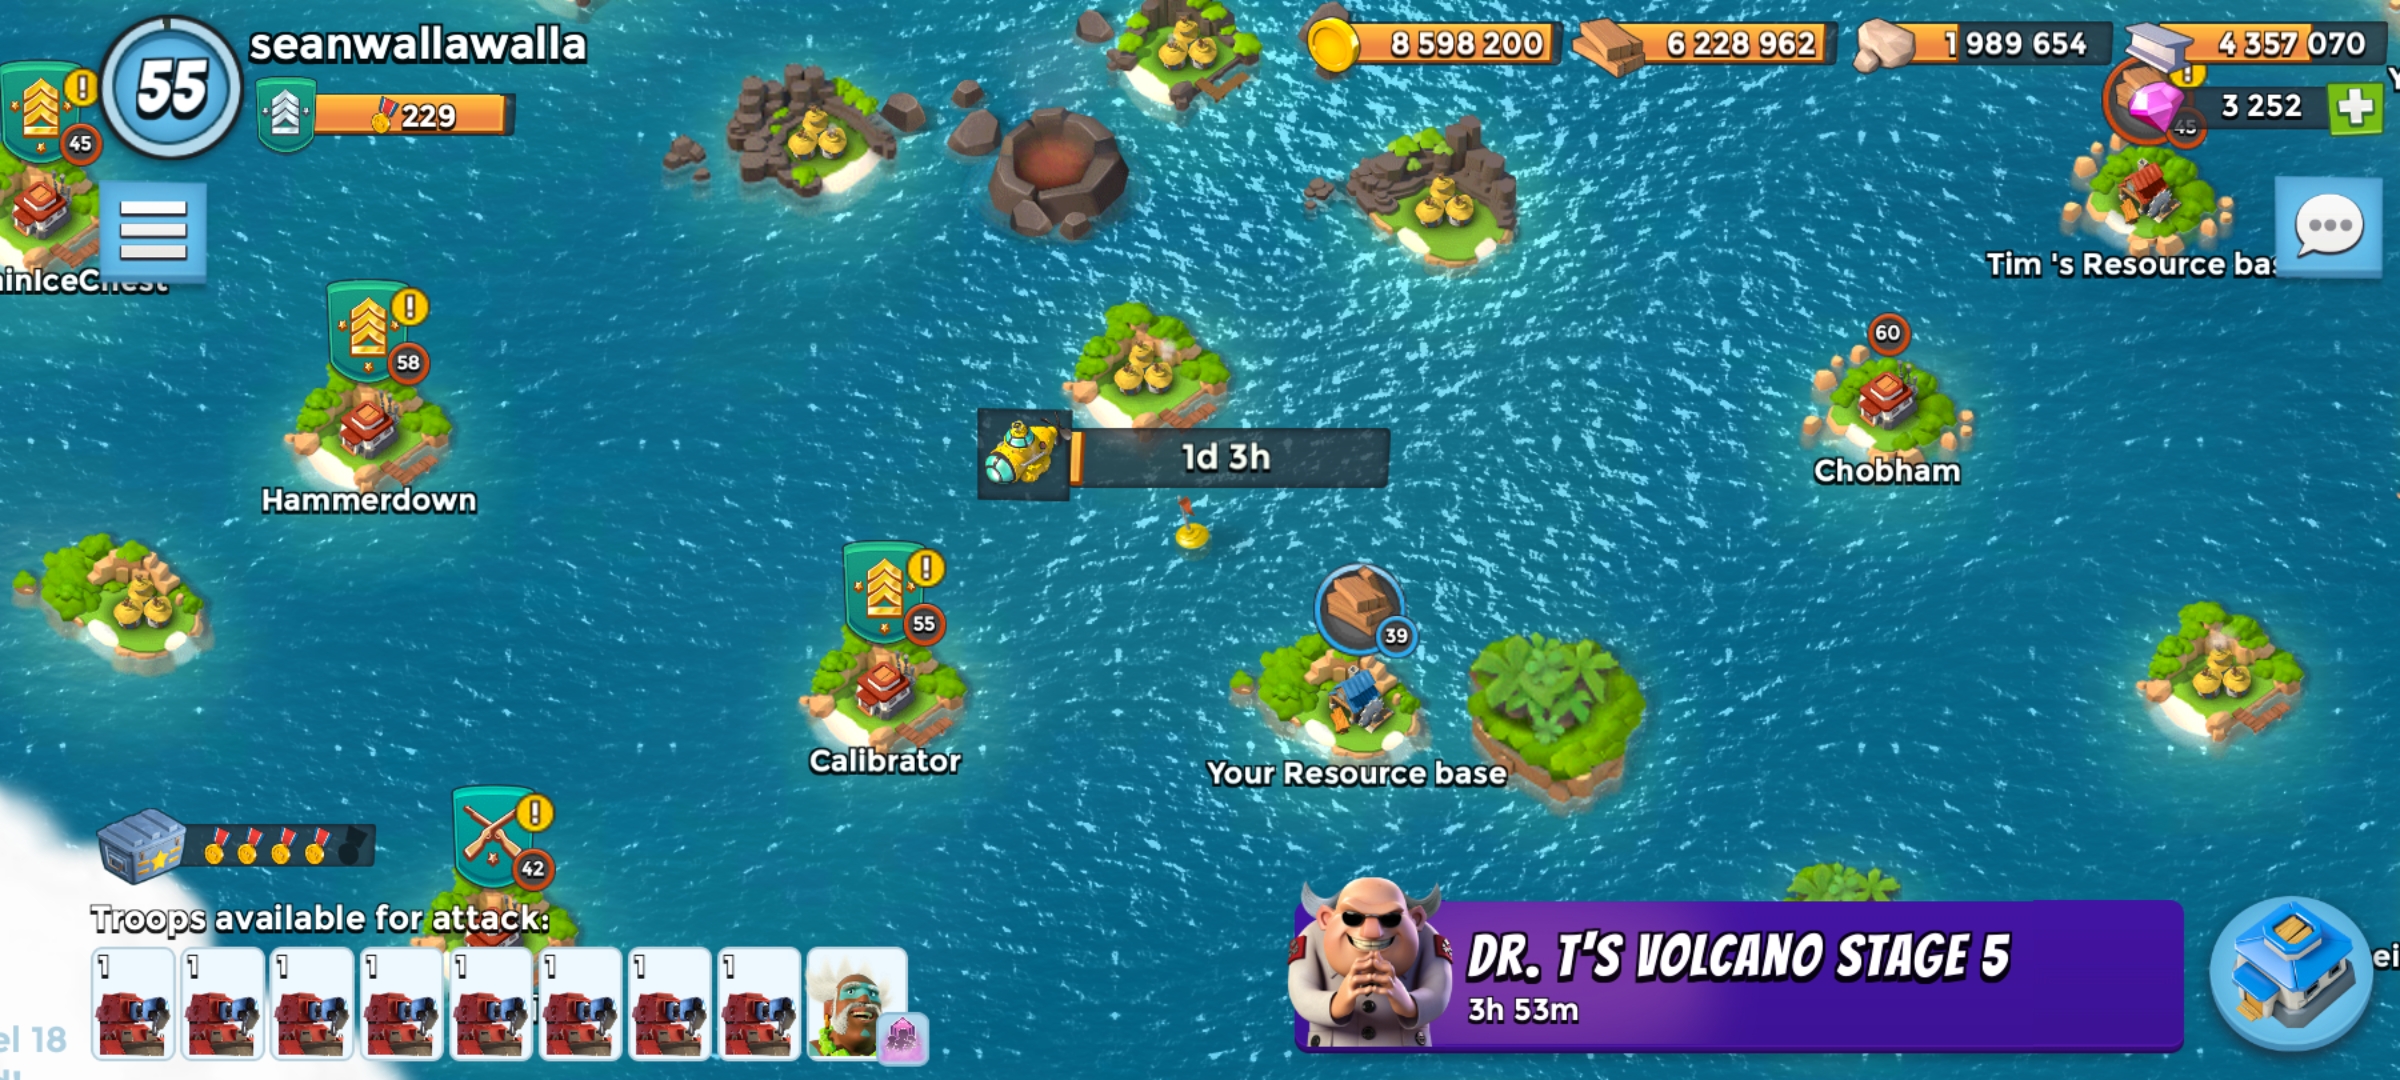 55
seanwallawalla
229
8 598 200
6 228 962
1 989 654
4 357 070
3 252
45
45
Tim 's Resource
58
Hammerdown
60
Chobham
1d 3h
55
Calibrator
39
Your Resource base
42
Troops available for attack:
1 1 1 1 1 1 1 1
DR. T'S VOLCANO STAGE 5
3h 53m
18